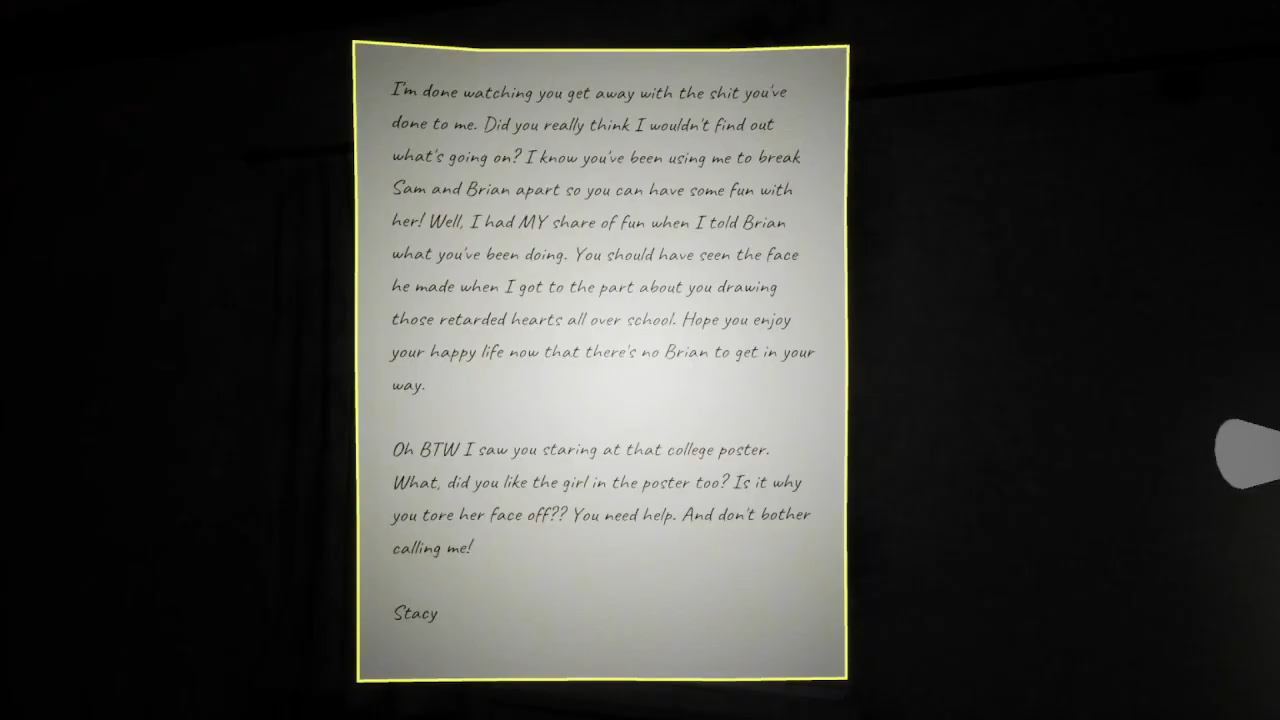 I'm done watching you get away with the shit you've
done to me. Did you really think I wouldn't find out
what's going on? I know you've been using me to break
Sam and Brian apart so you can have some fun with
her! Well, I had MY share of fun when I told Brian
what you've been doing. You should have seen the face
he made when I got to the part about you drawing
those retarded hearts all over school. Hope you enjoy
your happy life now that there's no Brian to get in your
way.
Oh BTW I saw you staring at that college poster.
What, did you like the girl in the poster too? Is it why
you tore her face off?? You need help. And don't bother
calling me!
Stacy